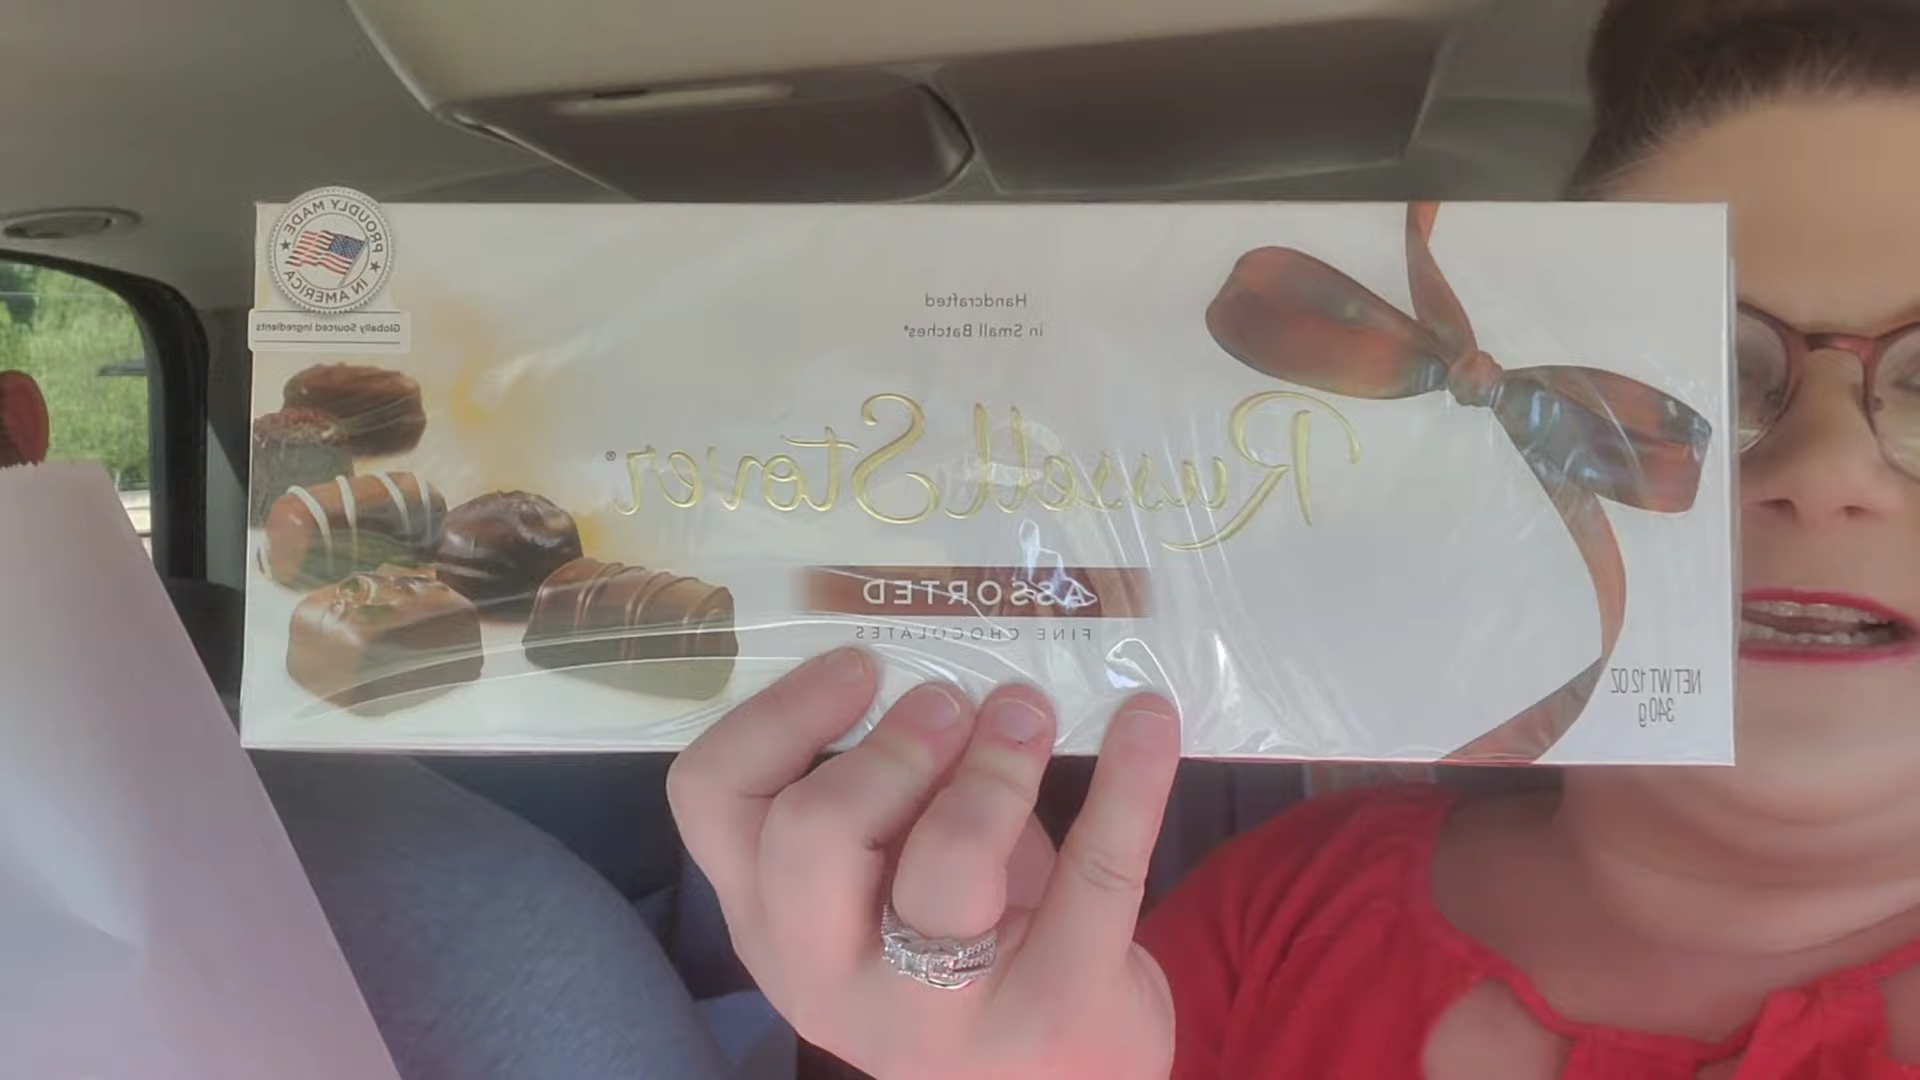 PROUDLY MADE
IN AMERICA
Globally Sourced Ingredients
Handcrafted
in Small Batches*
Russell Stover®
ASSORTED
FINE CHOCOLATES
NET WT 12 OZ
340 g